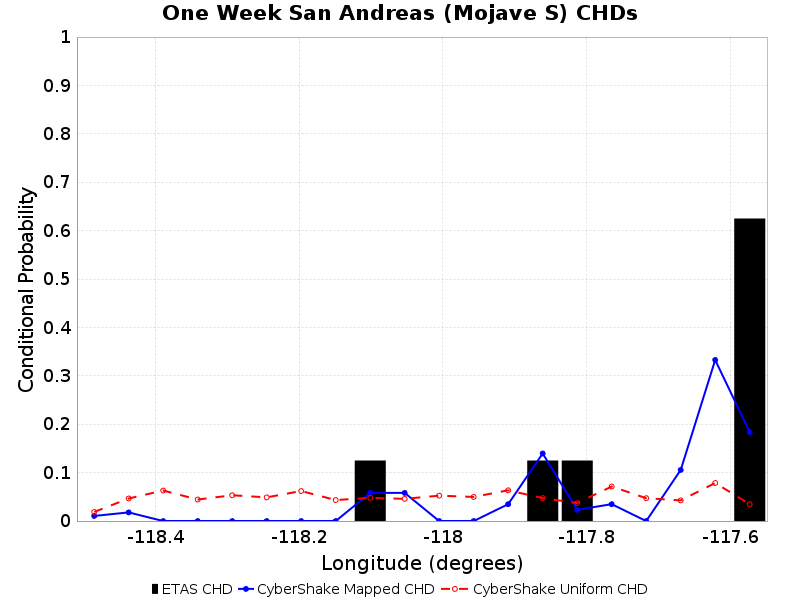 One Week San Andreas (Mojave S) CHDs
1
0.9
0.8
0.7
0.6
0.5
0.4
0.3
0.2
0.1
0
Conditional Probability
-118.4 -118.2 -118 -117.8 -117.6
Longitude (degrees)
ETAS CHD CyberShake Mapped CHD CyberShake Uniform CHD